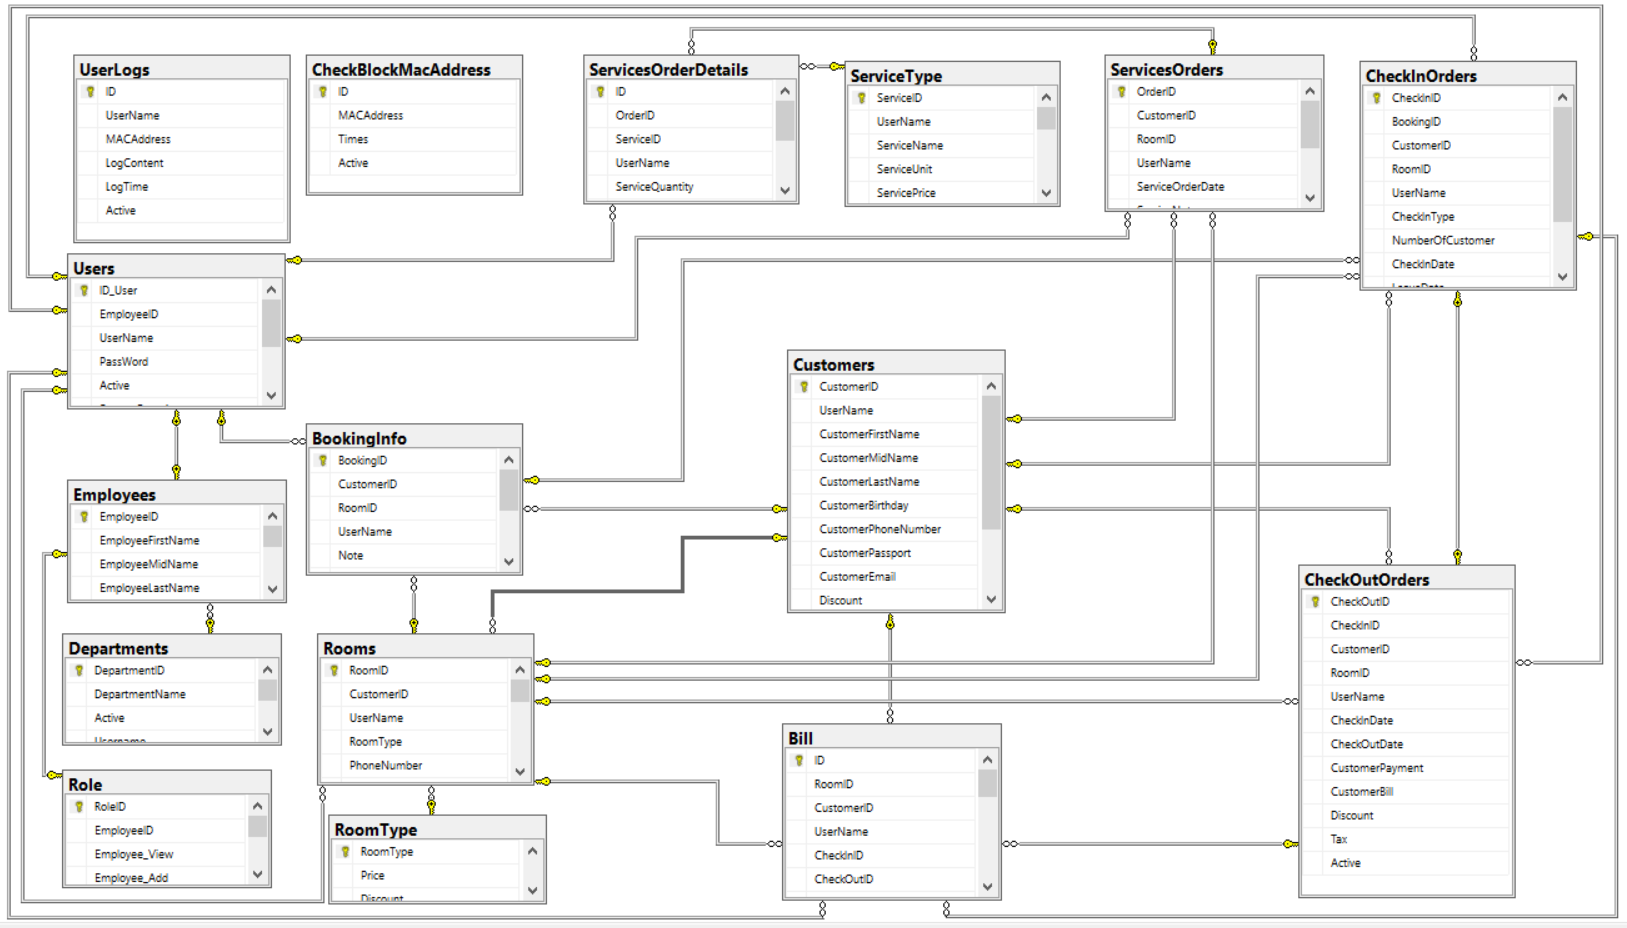 UserLogs
ID
UserName
MACAddress
LogContent
LogTime
Active
CheckBlockMacAddress
ID
MACAddress
Times
Active
ServicesOrderDetails
ID
OrderID
ServiceID
UserName
ServiceQuantity
ServiceType
ServiceID
UserName
ServiceName
ServiceUnit
ServicePrice
ServicesOrders
OrderID
CustomerID
RoomID
UserName
ServiceOrderDate
CheckInOrders
CheckInID
BookingID
CustomerID
RoomID
UserName
CheckInType
NumberOfCustomer
CheckInDate
Users
ID_User
EmployeeID
UserName
PassWord
Active
BookingInfo
BookingID
CustomerID
RoomID
UserName
Note
Customers
CustomerID
UserName
CustomerFirstName
CustomerMidName
CustomerLastName
CustomerBirthday
CustomerPhoneNumber
CustomerPassport
CustomerEmail
Discount
Employees
EmployeeID
EmployeeFirstName
EmployeeMidName
EmployeeLastName
Departments
DepartmentID
DepartmentName
Active
Username
Role
RoleID
EmployeeID
Employee_View
Employee_Add
Rooms
RoomID
CustomerID
UserName
RoomType
PhoneNumber
RoomType
RoomType
Price
Discount
Bill
ID
RoomID
CustomerID
UserName
CheckInID
CheckOutID
CheckOutOrders
CheckOutID
CheckInID
CustomerID
RoomID
UserName
CheckInDate
CheckOutDate
CustomerPayment
CustomerBill
Discount
Tax
Active